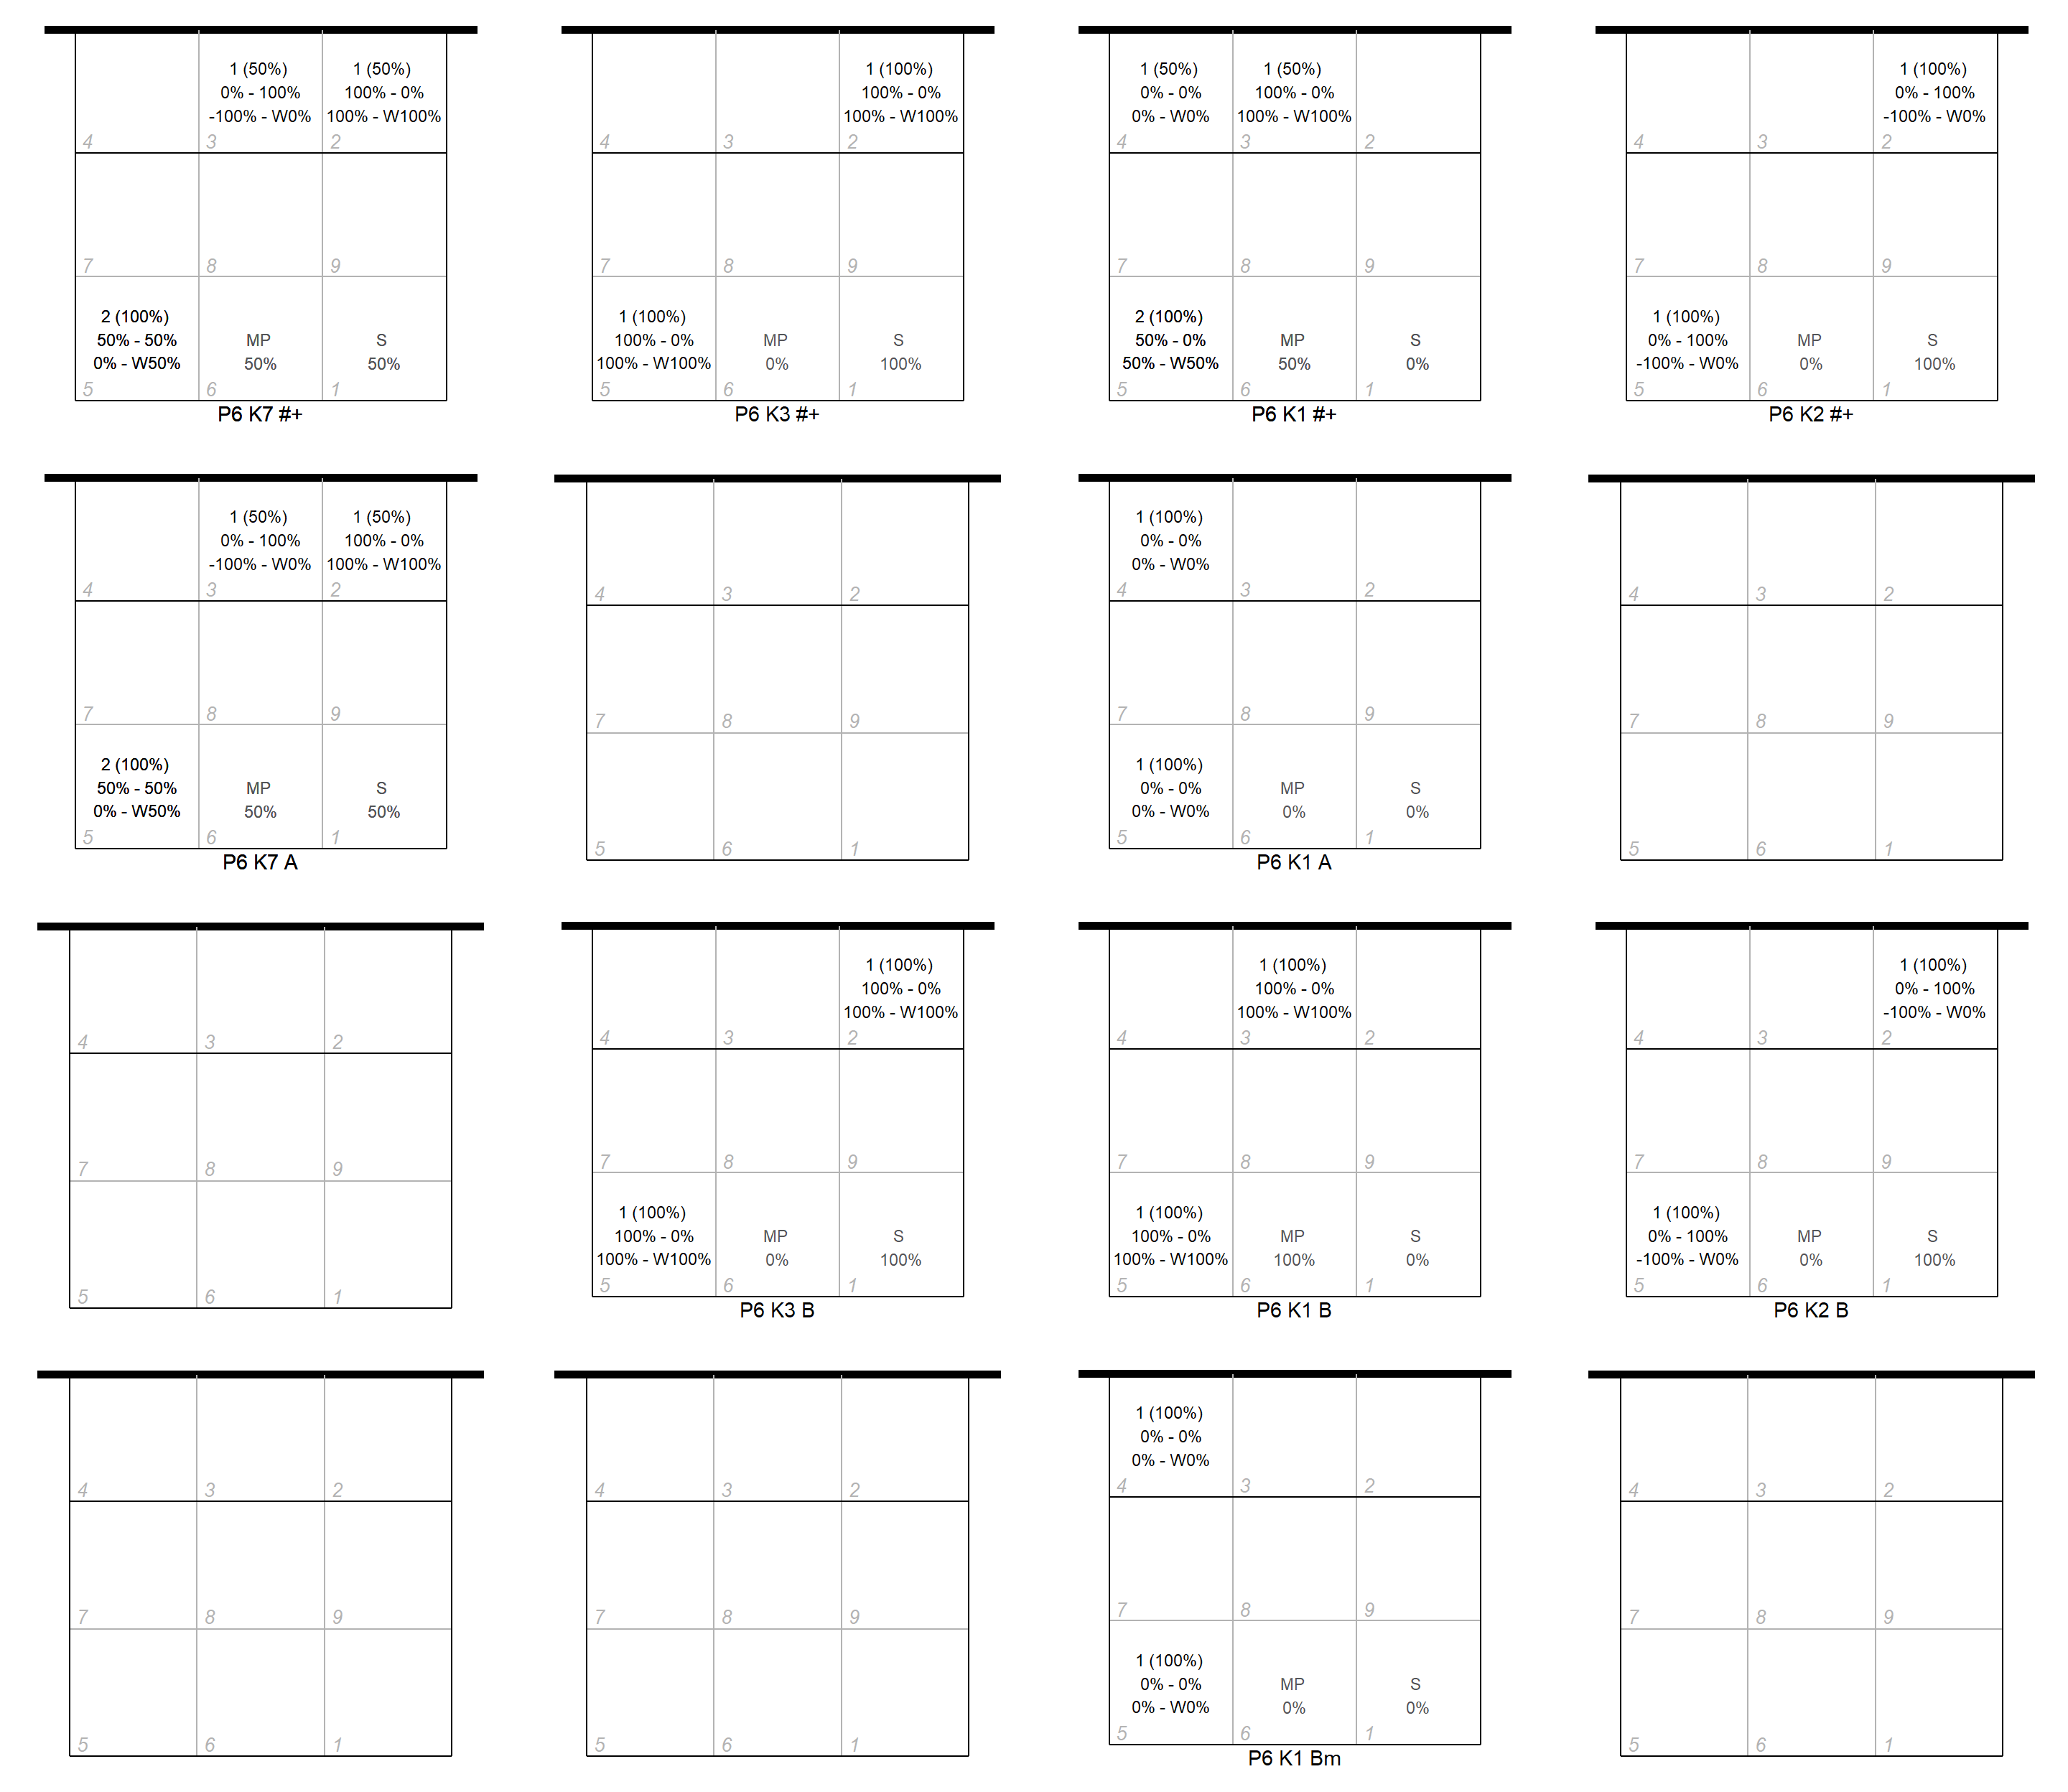 1 (50%)
0% - 100%
-100% - W0%
1 (50%)
100% - 0%
100% - W100%
4 3 2
7 8 9
2 (100%)
50% - 50%
0% - W50%
MP
50%
S
50%
5 6 1
P6 K7 #+
1 (100%)
100% - 0%
100% - W100%
4 3 2
7 8 9
1 (100%)
100% - 0%
100% - W100%
MP
0%
S
100%
5 6 1
P6 K3 #+
1 (50%)
0% - 0%
0% - W0%
1 (50%)
100% - 0%
100% - W100%
4 3 2
7 8 9
2 (100%)
50% - 0%
50% - W50%
MP
50%
S
0%
5 6 1
P6 K1 #+
1 (100%)
0% - 100%
-100% - W0%
4 3 2
7 8 9
1 (100%)
0% - 100%
-100% - W0%
MP
0%
S
100%
5 6 1
P6 K2 #+
1 (50%)
0% - 100%
-100% - W0%
1 (50%)
100% - 0%
100% - W100%
4 3 2
7 8 9
2 (100%)
50% - 50%
0% - W50%
MP
50%
S
50%
5 6 1
P6 K7 A
4 3 2
7 8 9
5 6 1
1 (100%)
0% - 0%
0% - W0%
4 3 2
7 8 9
1 (100%)
0% - 0%
0% - W0%
MP
0%
S
0%
5 6 1
P6 K1 A
4 3 2
7 8 9
5 6 1
4 3 2
7 8 9
5 6 1
1 (100%)
100% - 0%
100% - W100%
4 3 2
7 8 9
1 (100%)
100% - 0%
100% - W100%
MP
0%
S
100%
5 6 1
P6 K3 B
1 (100%)
100% - 0%
100% - W100%
4 3 2
7 8 9
1 (100%)
100% - 0%
100% - W100%
MP
100%
S
0%
5 6 1
P6 K1 B
1 (100%)
0% - 100%
-100% - W0%
4 3 2
7 8 9
1 (100%)
0% - 100%
-100% - W0%
MP
0%
S
100%
5 6 1
P6 K2 B
4 3 2
7 8 9
5 6 1
4 3 2
7 8 9
5 6 1
1 (100%)
0% - 0%
0% - W0%
4 3 2
7 8 9
1 (100%)
0% - 0%
0% - W0%
MP
0%
S
0%
5 6 1
P6 K1 Bm
4 3 2
7 8 9
5 6 1